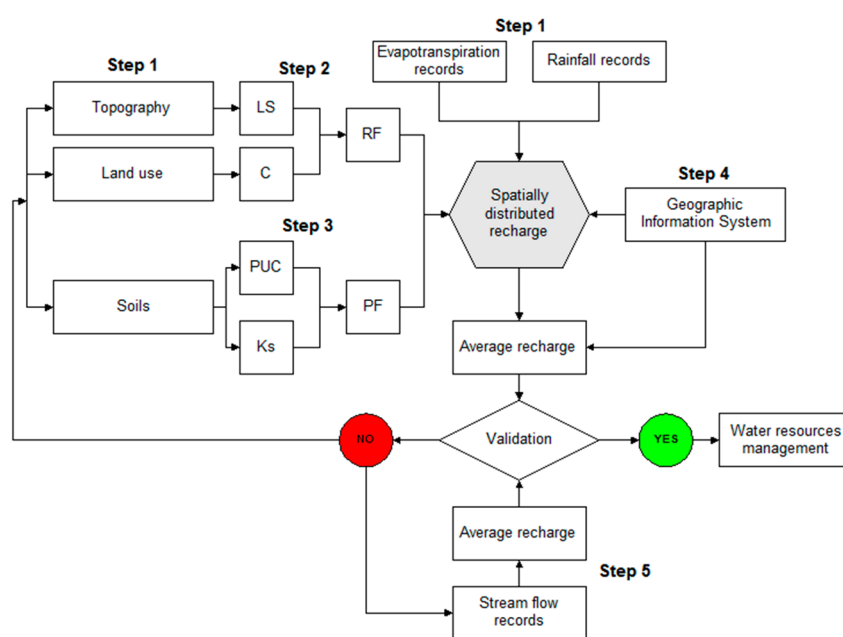 Step 1
Evapotranspiration
records
Rainfall records
Step 1
Step 2
Topography
LS
RF
Land use
C
Step 4
Spatially
distributed
recharge
Geographic
Information System
Step 3
PUC
Soils
PF
Ks
Average recharge
NO
Validation
YES
Water resources
management
Average recharge
Step 5
Stream flow
records